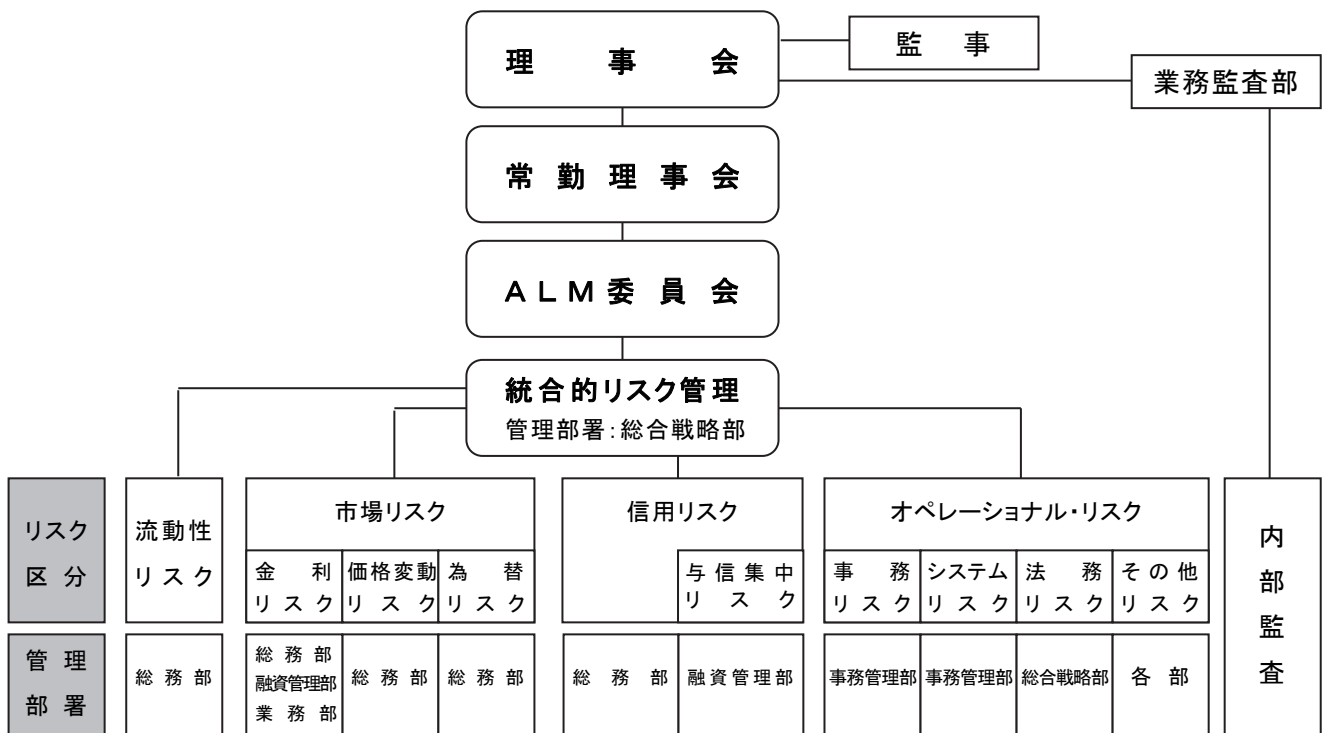 理事会
監事
業務監査部
常勤理事会
ALM委員会
統合的リスク管理
管理部署:総合戦略部
リスク
区分
流動性
リスク
市場リスク
金利
リスク
価格変動
リスク
為替
リスク
信用リスク
与信集中
リスク
オペレーショナル・リスク
事務
リスク
システム
リスク
法務
リスク
その他
リスク
内部監査
管理
部署
総務部
総務部
融資管理部
業務部
総務部
総務部
総務部
融資管理部
事務管理部
事務管理部
総合戦略部
各部